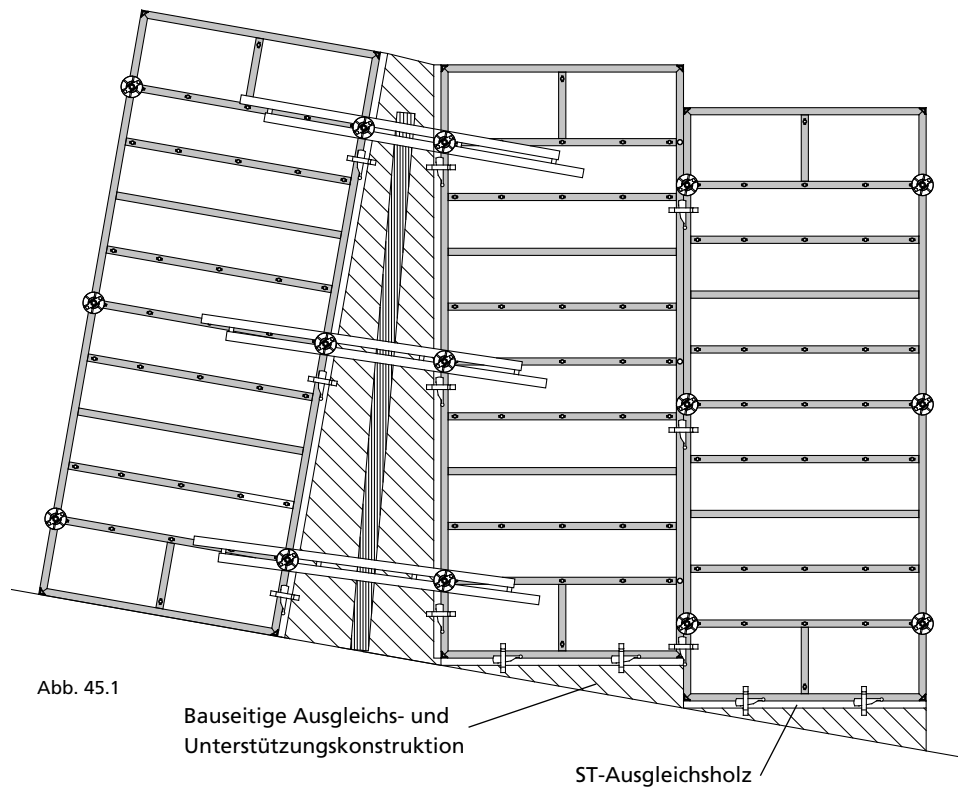 Abb. 45.1
Bauseitige Ausgleichs- und
Unterstützungskonstruktion
ST-Ausgleichsholz